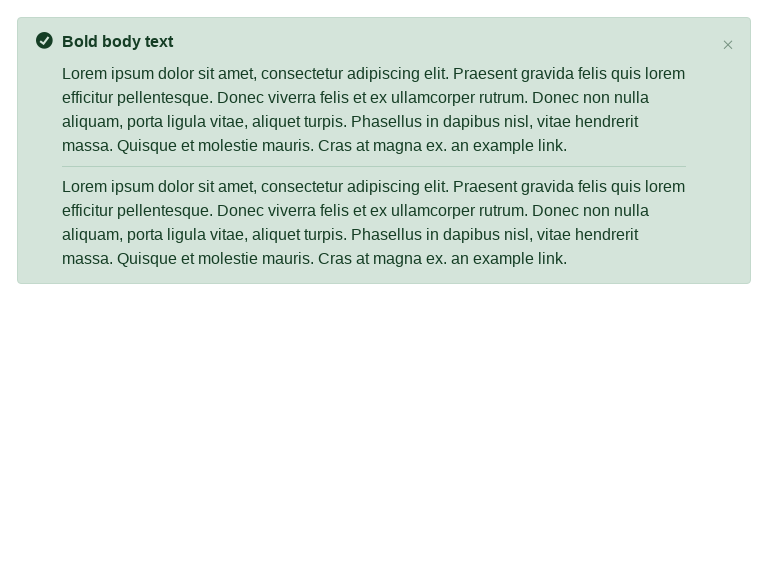 Bold body text
Lorem ipsum dolor sit amet, consectetur adipiscing elit. Praesent gravida felis quis lorem
efficitur pellentesque. Donec viverra felis et ex ullamcorper rutrum. Donec non nulla
aliquam, porta ligula vitae, aliquet turpis. Phasellus in dapibus nisl, vitae hendrerit
massa. Quisque et molestie mauris. Cras at magna ex. an example link.
Lorem ipsum dolor sit amet, consectetur adipiscing elit. Praesent gravida felis quis lorem
efficitur pellentesque. Donec viverra felis et ex ullamcorper rutrum. Donec non nulla
aliquam, porta ligula vitae, aliquet turpis. Phasellus in dapibus nisl, vitae hendrerit
massa. Quisque et molestie mauris. Cras at magna ex. an example link.